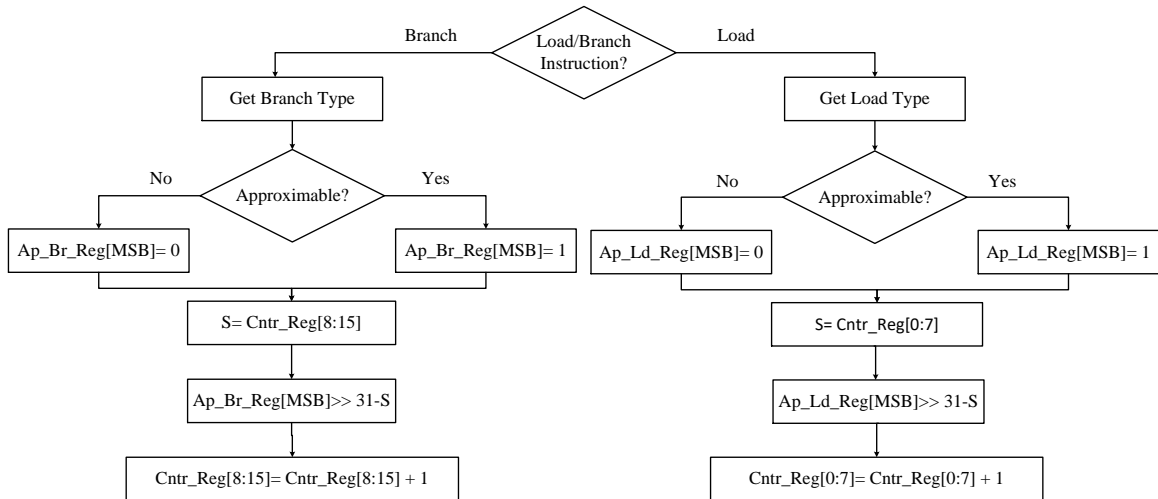 Branch
Load/Branch
Instruction?
Load
Get Branch Type
Get Load Type
No
Approximable?
Yes
No
Approximable?
Yes
Ap_Br_Reg[MSB]= 0
Ap_Br_Reg[MSB]= 1
Ap_Ld_Reg[MSB]= 0
Ap_Ld_Reg[MSB]= 1
S= Cntr_Reg[8:15]
S= Cntr_Reg[0:7]
Ap_Br_Reg[MSB]>> 31-S
Ap_Ld_Reg[MSB]>> 31-S
Cntr_Reg[8:15]= Cntr_Reg[8:15] + 1
Cntr_Reg[0:7]= Cntr_Reg[0:7] + 1